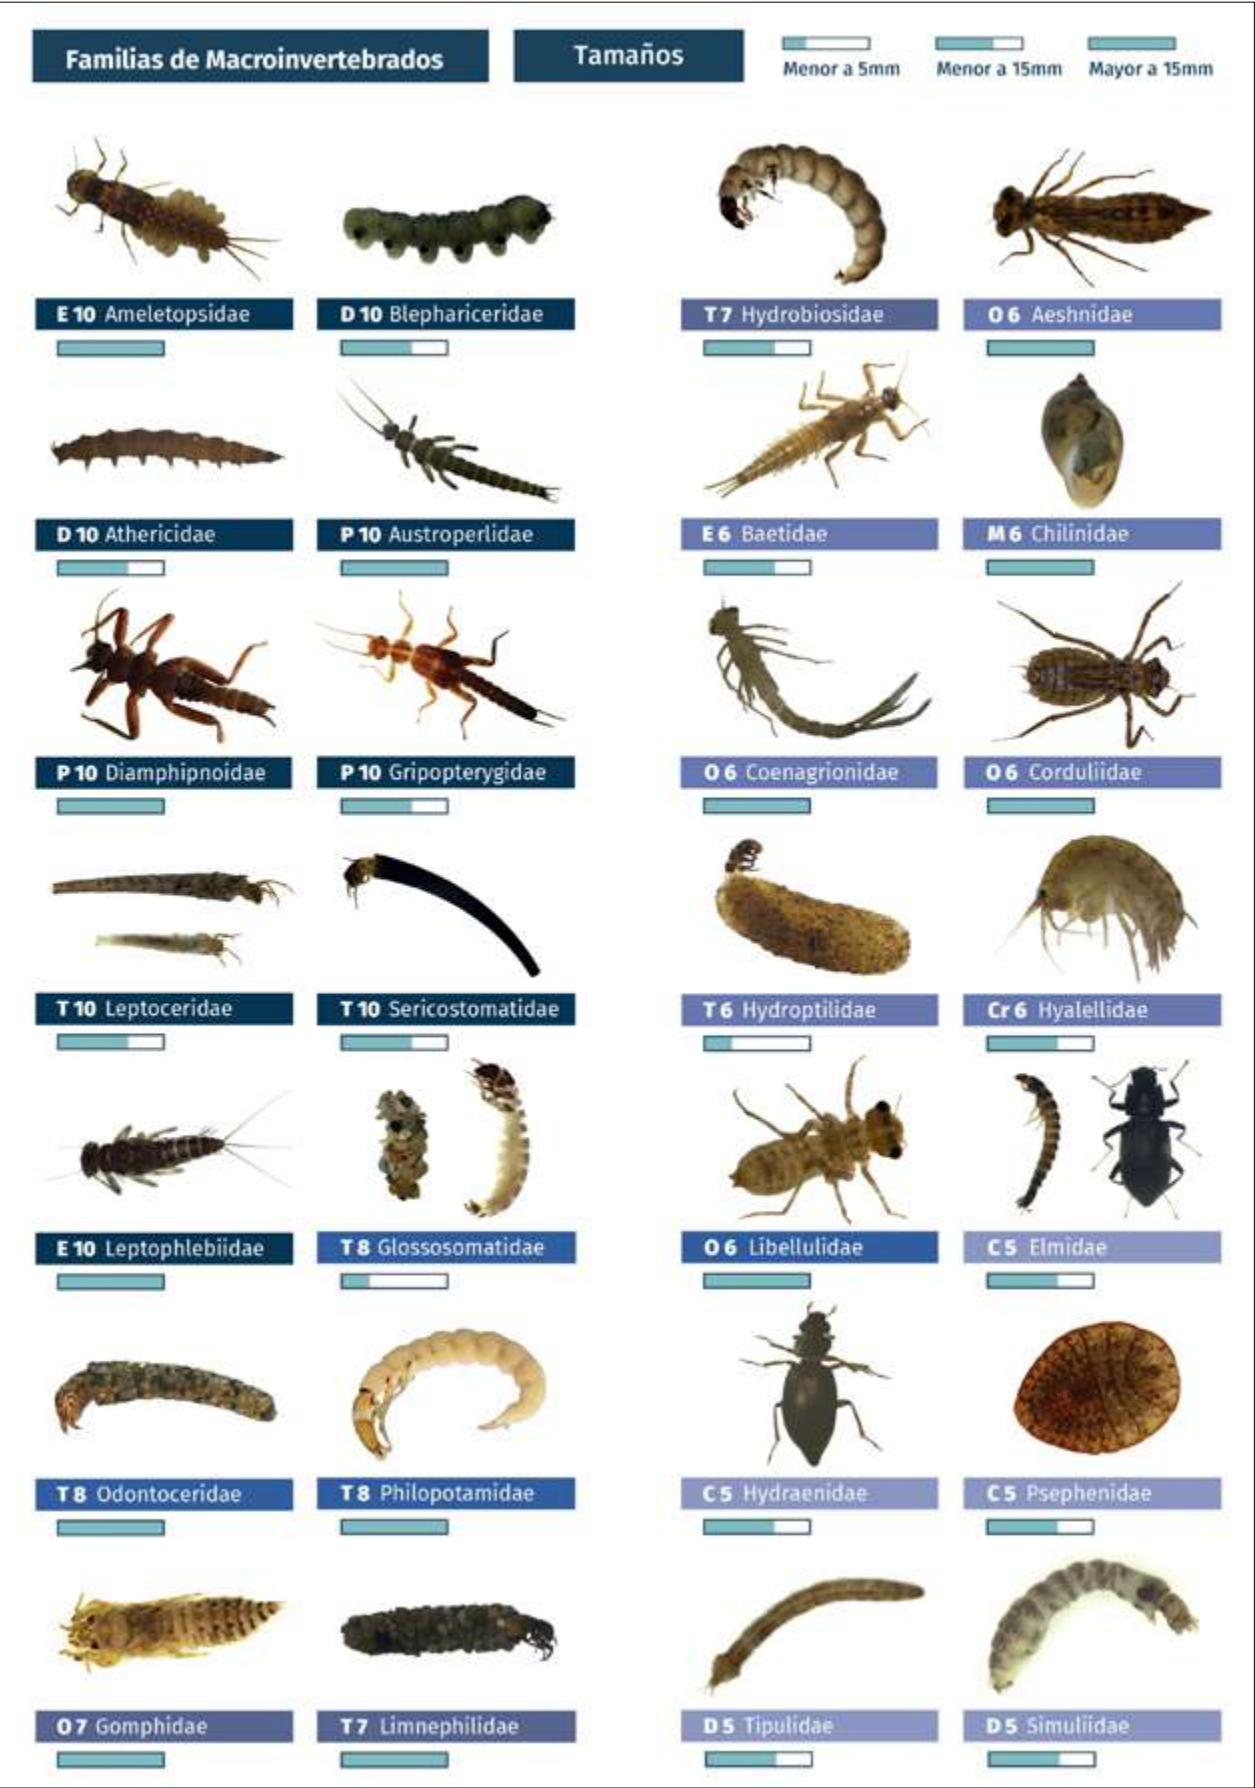 Familias de Macroinvertebrados
Tamaños
Menor a 5mm
Menor a 15mm
Mayor a 15mm
E 10 Ameletopsidae
D 10 Blephariceridae
T 7 Hydrobiosidae
O 6 Aeshnidae
D 10 Athericidae
P 10 Austroperlidae
E 6 Baetidae
M 6 Chilinidae
P 10 Diamphipnoidae
P 10 Gripopterygidae
O 6 Coenagrionidae
O 6 Corduliidae
T 10 Leptoceridae
T 10 Sericostomatidae
T 6 Hydroptilidae
Cr 6 Hyalellidae
E 10 Leptophlebiidae
T 8 Glossosomatidae
O 6 Libellulidae
C 5 Elmidae
T 8 Odontoceridae
T 8 Philopotamidae
C 5 Hydraenidae
C 5 Psephenidae
O 7 Gomphidae
T 7 Limnephilidae
D 5 Tipulidae
D 5 Simuliidae